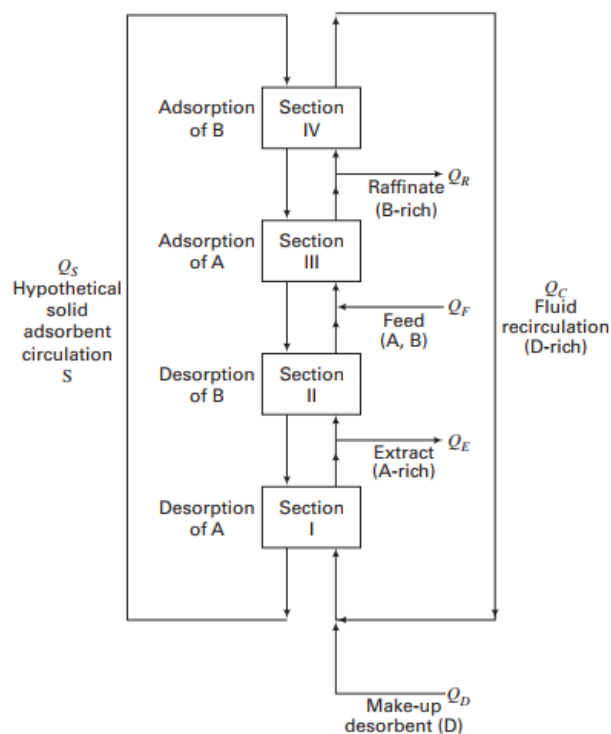 Adsorption
of B
Section
IV
Raffinate
(B-rich)
Q_R
Adsorption
of A
Section
III
Q_S
Hypothetical
solid
adsorbent
circulation
S
Feed
(A, B)
Q_F
Q_C
Fluid
recirculation
(D-rich)
Desorption
of B
Section
II
Extract
(A-rich)
Q_E
Desorption
of A
Section
I
Q_D
Make-up
desorbent (D)